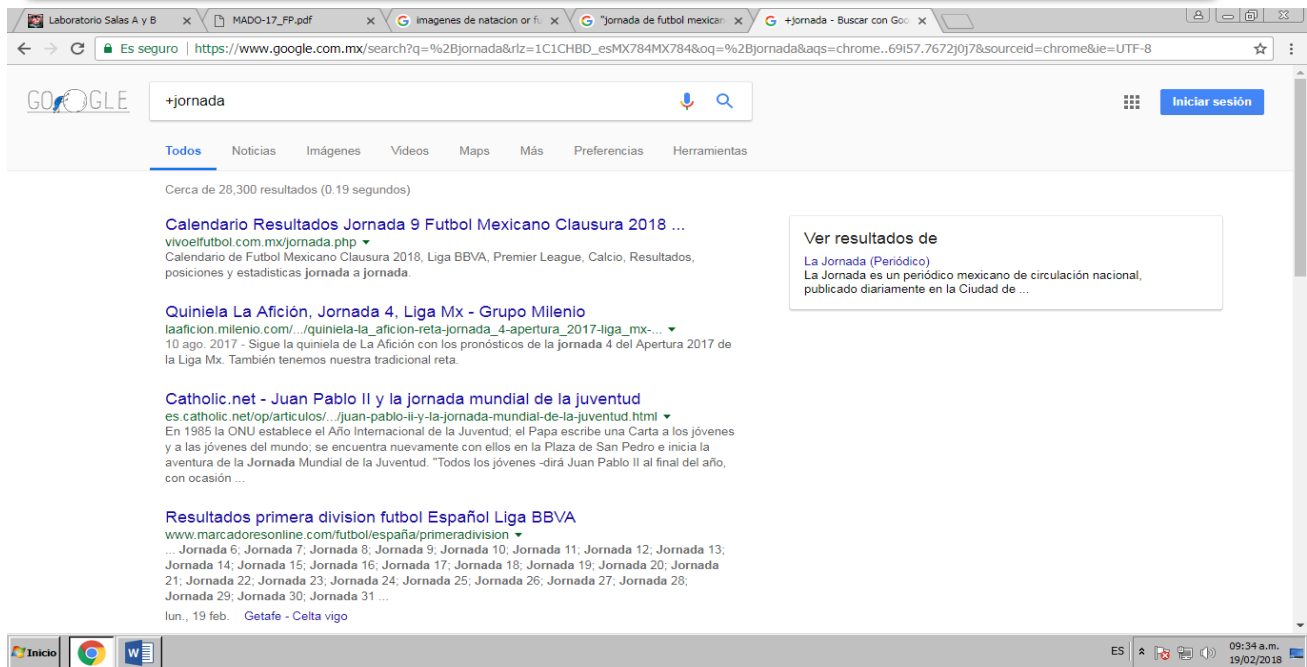 Laboratorio Salas A y B
MADO-17_FP.pdf
imagenes de natacion or fu
"jornada de futbol mexican
+jornada - Buscar con Goo
Es seguro | https://www.google.com.mx/search?q=%2Bjornada&rlz=1C1CHBD_esMX784MX784&oq=%2Bjornada&aqs=chrome..69i57.7672j0j7&sourceid=chrome&ie=UTF-8
GOOGLE
+jornada
Iniciar sesión
Todos Noticias Imágenes Videos Maps Más Preferencias Herramientas
Cerca de 28,300 resultados (0.19 segundos)
Calendario Resultados Jornada 9 Futbol Mexicano Clausura 2018 ...
vivoelfutbol.com.mx/jornada.php
Calendario de Futbol Mexicano Clausura 2018, Liga BBVA, Premier League, Calcio, Resultados,
posiciones y estadisticas jornada a jornada.
Quiniela La Afición, Jornada 4, Liga Mx - Grupo Milenio
laaficion.milenio.com/.../quiniela-la_aficion-reta-jornada_4-apertura_2017-liga_mx-...
10 ago. 2017 - Sigue la quiniela de La Afición con los pronósticos de la jornada 4 del Apertura 2017 de
la Liga Mx. También tenemos nuestra tradicional reta.
Catholic.net - Juan Pablo II y la jornada mundial de la juventud
es.catholic.net/op/articulos/.../juan-pablo-ii-y-la-jornada-mundial-de-la-juventud.html
En 1985 la ONU establece el Año Internacional de la Juventud; el Papa escribe una Carta a los jóvenes
y a las jóvenes del mundo; se encuentra nuevamente con ellos en la Plaza de San Pedro e inicia la
aventura de la Jornada Mundial de la Juventud. "Todos los jóvenes -dirá Juan Pablo II al final del año,
con ocasión ...
Resultados primera division futbol Español Liga BBVA
www.marcadoresonline.com/futbol/españa/primeradivision
... Jornada 6; Jornada 7; Jornada 8; Jornada 9; Jornada 10; Jornada 11; Jornada 12; Jornada 13;
Jornada 14; Jornada 15; Jornada 16; Jornada 17; Jornada 18; Jornada 19; Jornada 20; Jornada
21; Jornada 22; Jornada 23; Jornada 24; Jornada 25; Jornada 26; Jornada 27; Jornada 28;
Jornada 29; Jornada 30; Jornada 31 ...
lun., 19 feb. Getafe - Celta vigo
Ver resultados de
La Jornada (Periódico)
La Jornada es un periódico mexicano de circulación nacional,
publicado diariamente en la Ciudad de ...
Inicio
ES
09:34 a.m.
19/02/2018